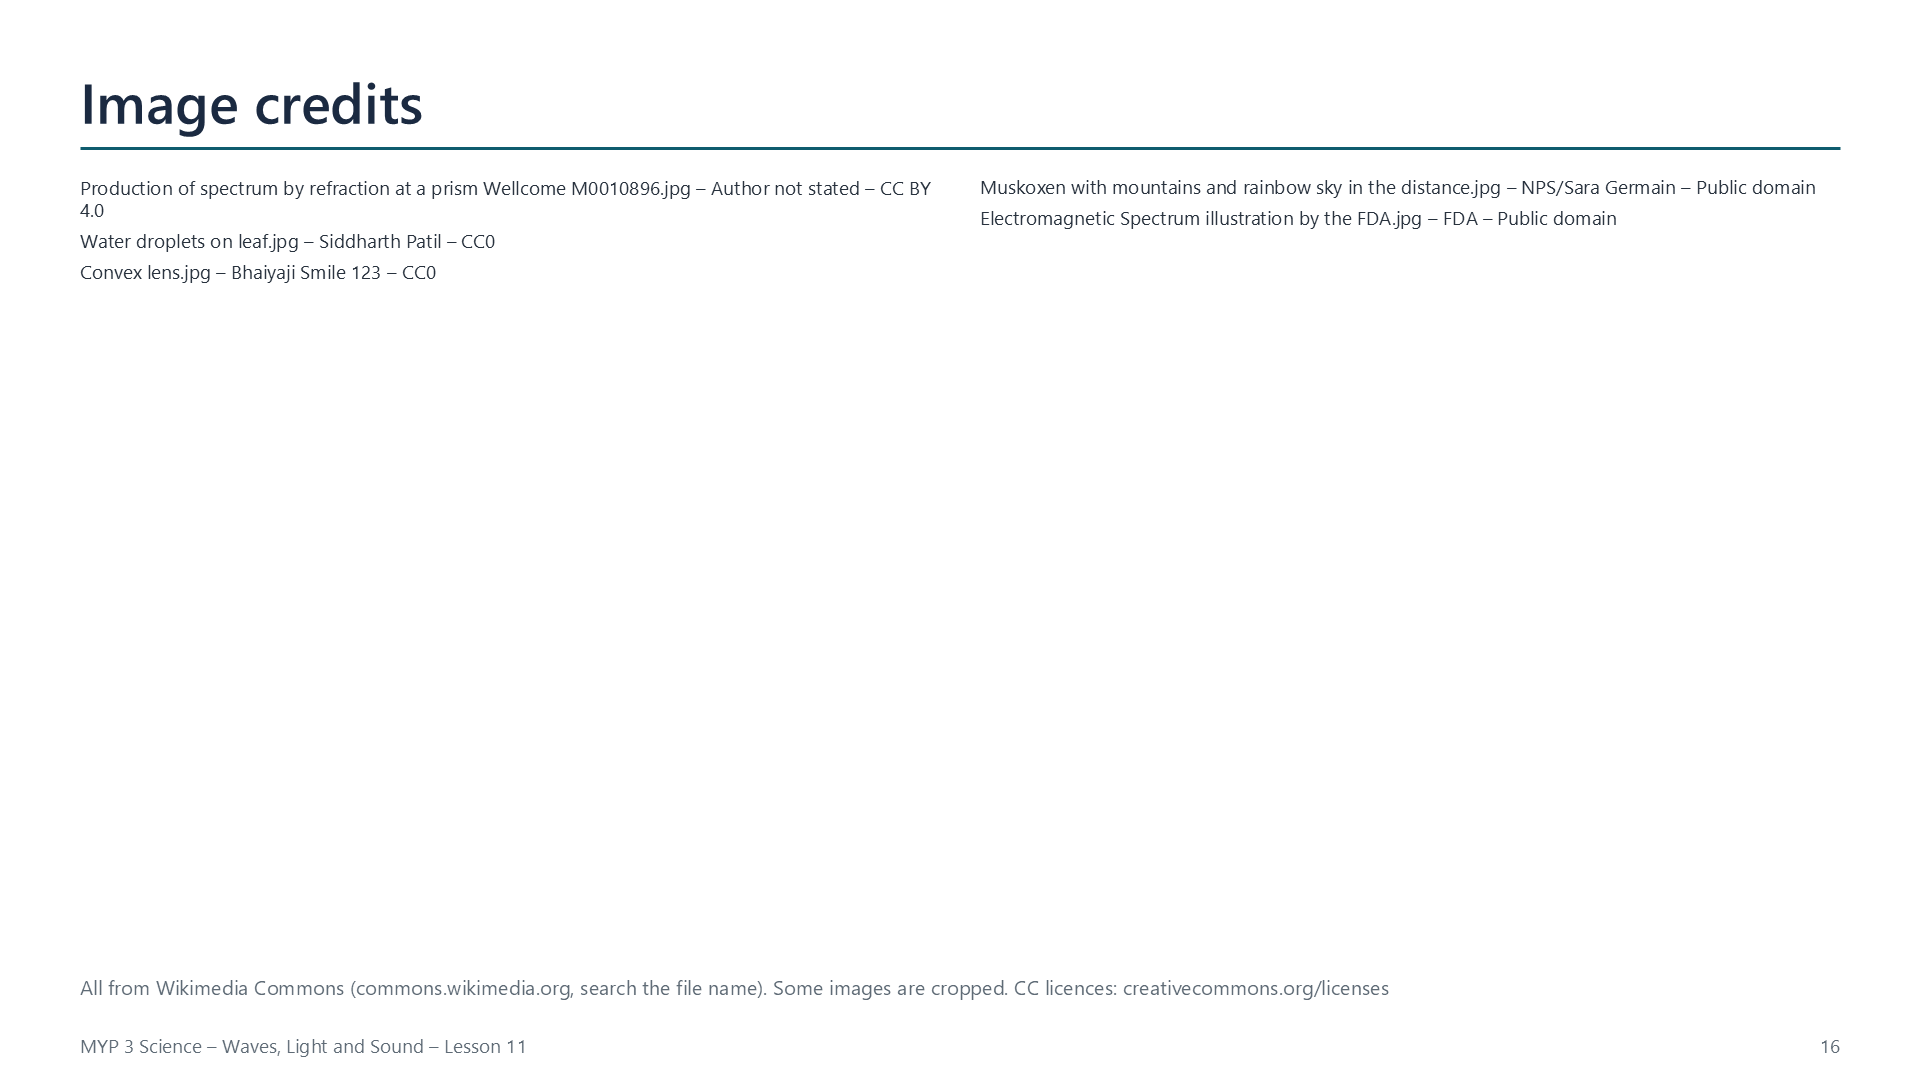 Image credits
Production of spectrum by refraction at a prism Wellcome M0010896.jpg – Author not stated – CC BY
4.0
Water droplets on leaf.jpg – Siddharth Patil – CC0
Convex lens.jpg – Bhaiyaji Smile 123 – CC0
Muskoxen with mountains and rainbow sky in the distance.jpg – NPS/Sara Germain – Public domain
Electromagnetic Spectrum illustration by the FDA.jpg – FDA – Public domain
All from Wikimedia Commons (commons.wikimedia.org, search the file name). Some images are cropped. CC licences: creativecommons.org/licenses
MYP 3 Science – Waves, Light and Sound – Lesson 11
16